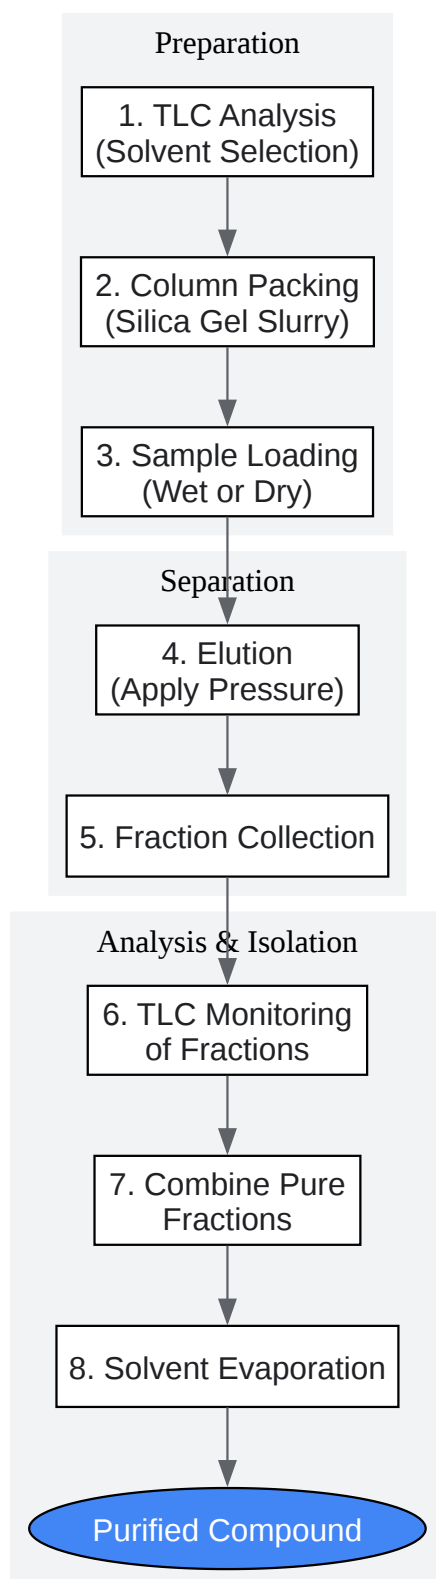 Preparation
1. TLC Analysis
(Solvent Selection)
2. Column Packing
(Silica Gel Slurry)
3. Sample Loading
(Wet or Dry)
Separation
4. Elution
(Apply Pressure)
5. Fraction Collection
Analysis & Isolation
6. TLC Monitoring
of Fractions
7. Combine Pure
Fractions
8. Solvent Evaporation
Purified Compound